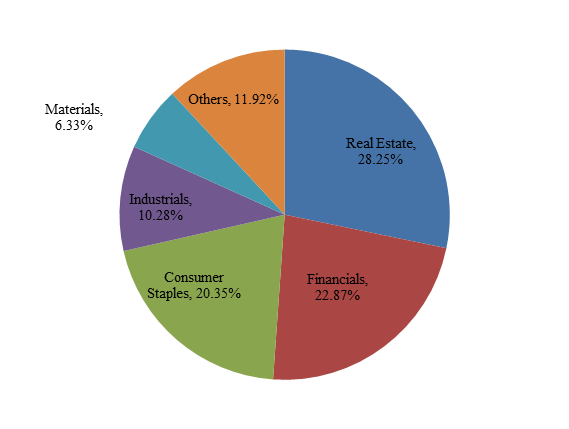 Others, 11.92%
Materials,
6.33%
Real Estate,
28.25%
Industrials,
10.28%
Consumer
Staples, 20.35%
Financials,
22.87%